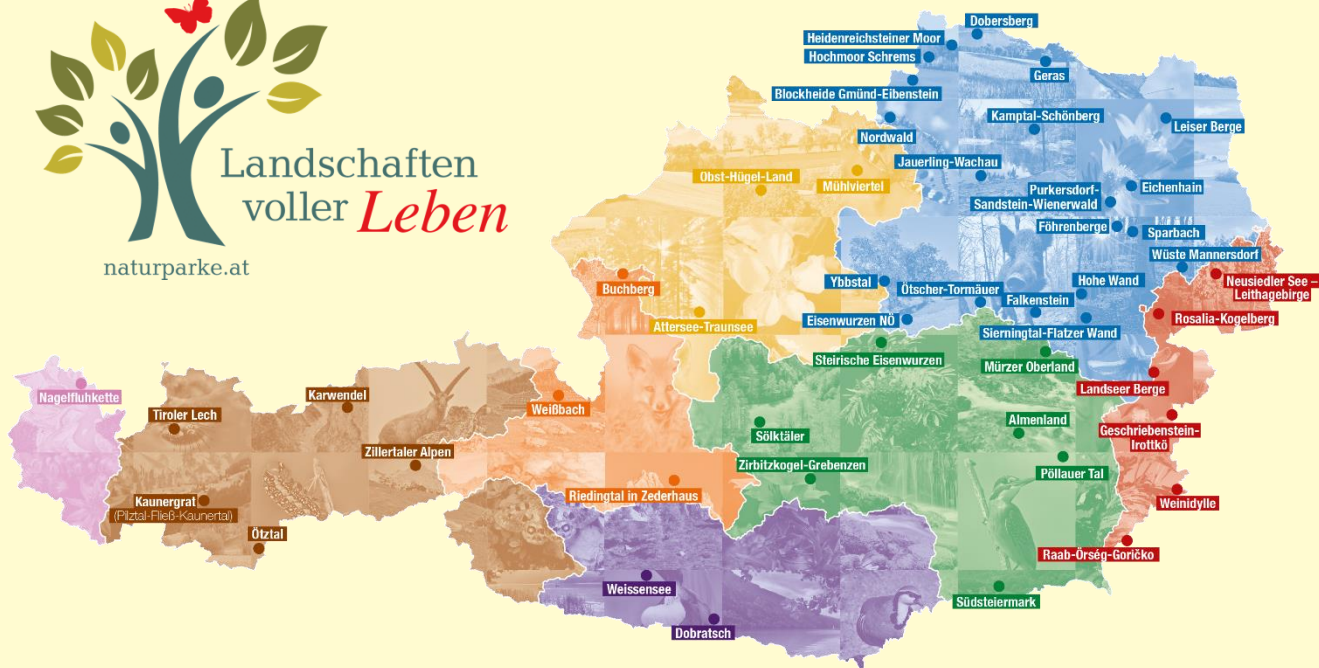 Landschaften
voller Leben
naturparke.at
Dobersberg
Heidenreichsteiner Moor
Hochmoor Schrems
Geras
Blockheide Gmünd-Eibenstein
Kamptal-Schönberg
Leiser Berge
Nordwald
Jauerling-Wachau
Obst-Hügel-Land
Mühlviertel
Purkersdorf-
Sandstein-Wienerwald
Eichenhain
Föhrenberge
Sparbach
Wüste Mannersdorf
Buchberg
Ybbstal
Ötscher-Tormäuer
Hohe Wand
Neusiedler See –
Leithagebirge
Falkenstein
Attersee-Traunsee
Eisenwurzen NÖ
Sierningtal-Flatzer Wand
Rosalia-Kogelberg
Steirische Eisenwurzen
Mürzer Oberland
Landseer Berge
Nagelfluhkette
Karwendel
Tiroler Lech
Weißbach
Sölktäler
Almenland
Geschriebenstein-
Irottkö
Zillertaler Alpen
Zirbitzkogel-Grebenzen
Pöllauer Tal
Kaunergrat
(Pilztal-Fließ-Kaunertal)
Riedingtal in Zederhaus
Weinidylle
Ötztal
Raab-Örség-Goričko
Weissensee
Südsteiermark
Dobratsch